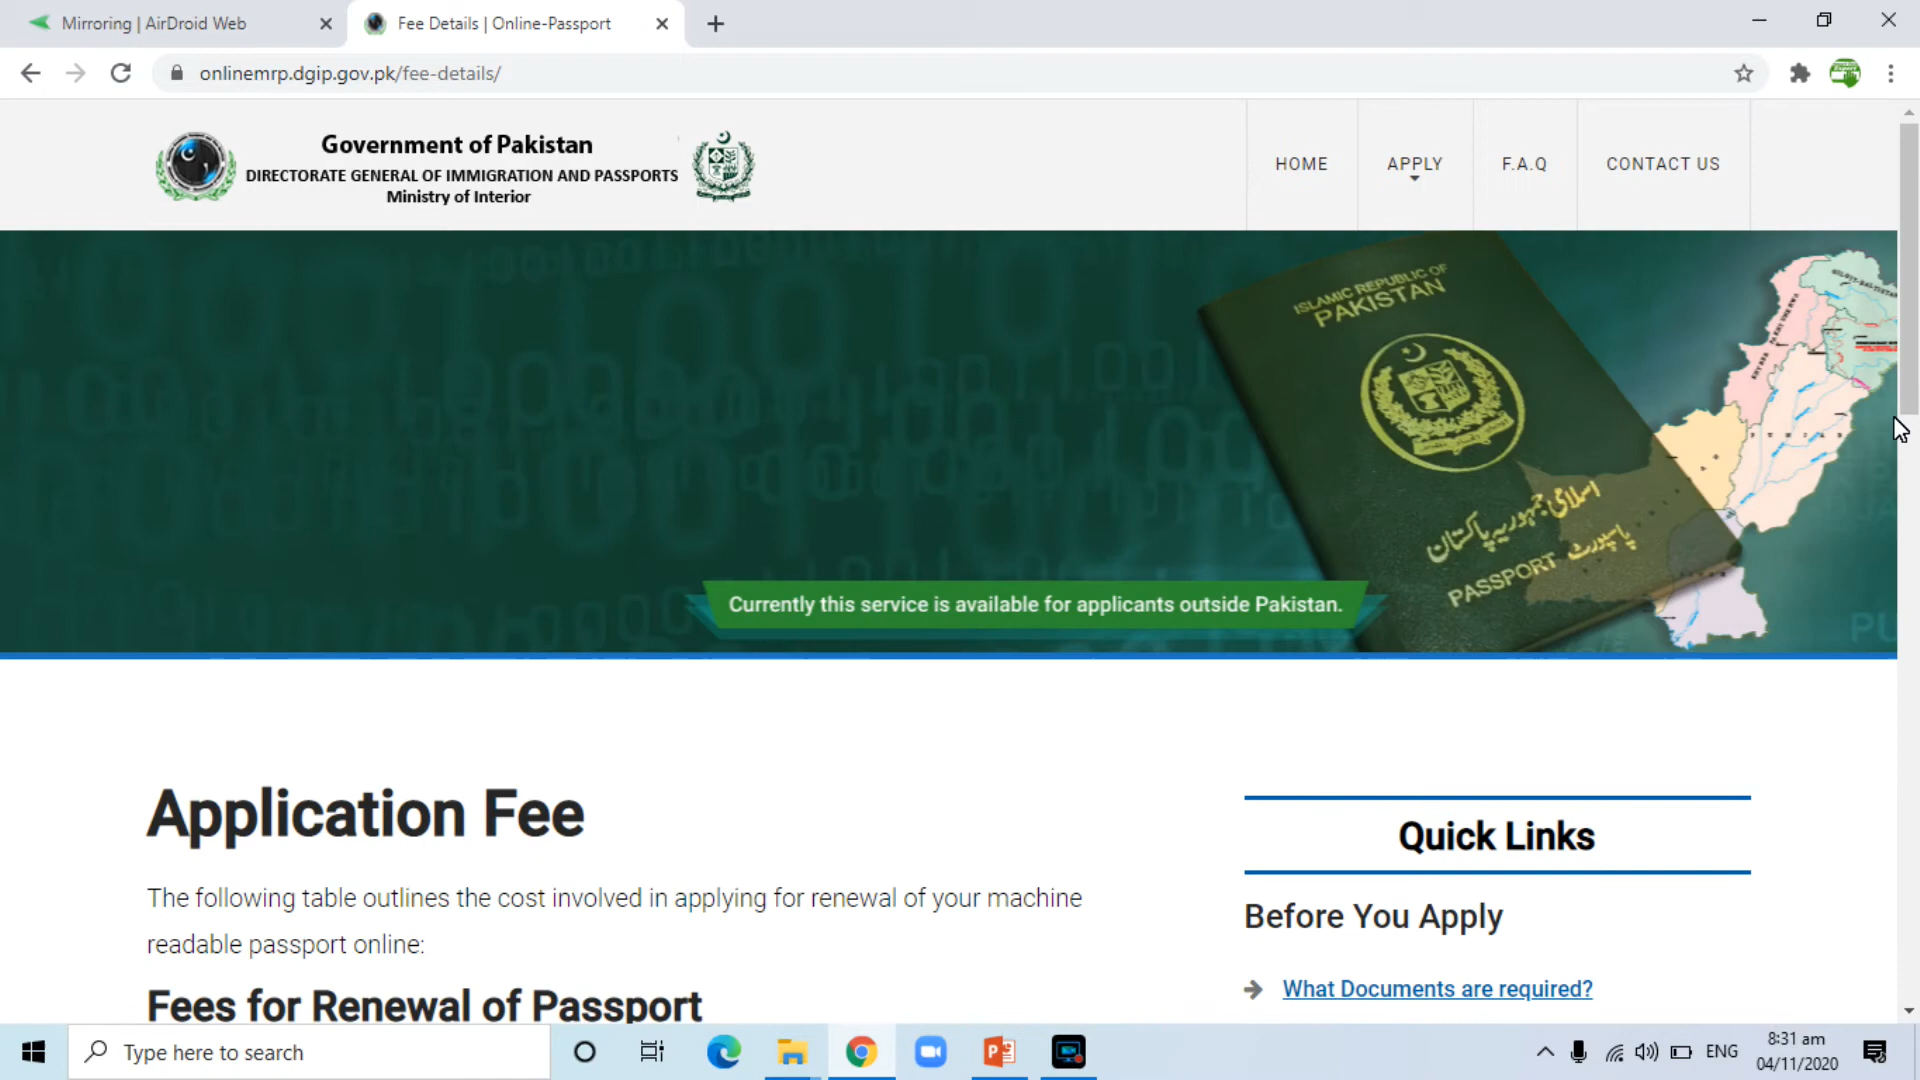 Mirroring | AirDroid Web
Fee Details | Online-Passport
onlinemrp.dgip.gov.pk/fee-details/
Government of Pakistan
DIRECTORATE GENERAL OF IMMIGRATION AND PASSPORTS
Ministry of Interior
HOME
APPLY
F.A.Q
CONTACT US
ISLAMIC REPUBLIC OF
PAKISTAN
اسلامی جمہوریہ پاکستان
PASSPORT پاسپورٹ
Currently this service is available for applicants outside Pakistan.
Application Fee
The following table outlines the cost involved in applying for renewal of your machine
readable passport online:
Fees for Renewal of Passport
Quick Links
Before You Apply
What Documents are required?
Type here to search
ENG
8:31 am
04/11/2020